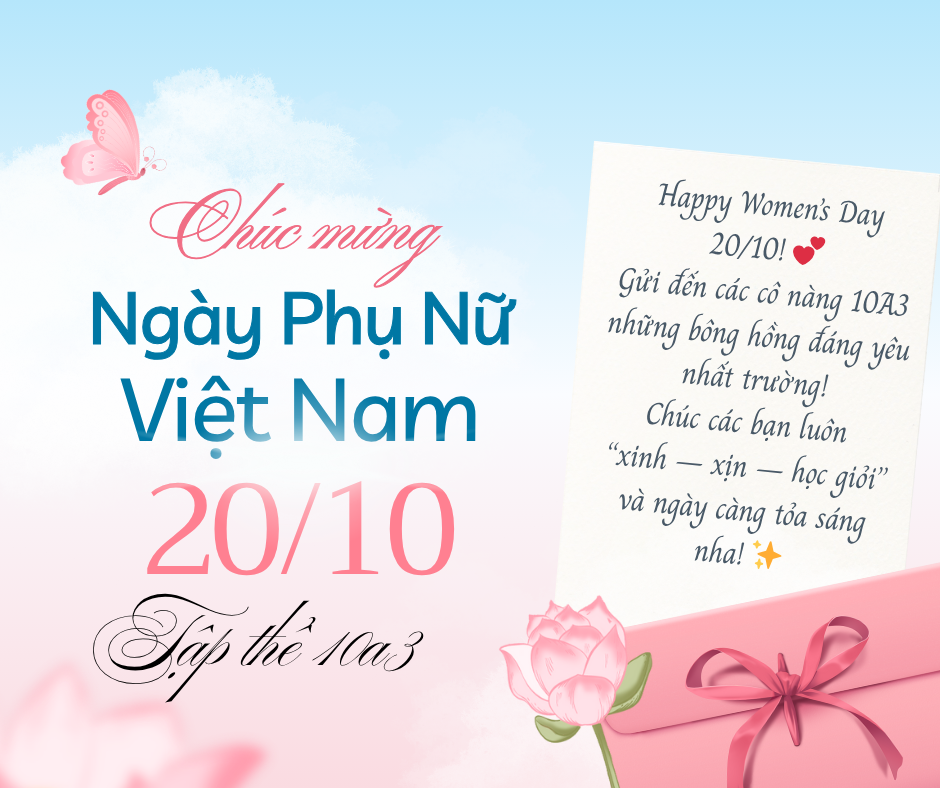 Chúc mừng
Ngày Phụ Nữ
Việt Nam
20/10
Tập thể 10a3
Happy Women's Day
20/10! 💕
Gửi đến các cô nàng 10A3
những bông hồng đáng yêu
nhất trường!
Chúc các bạn luôn
“xinh — xịn — học giỏi”
và ngày càng tỏa sáng
nha! ✨